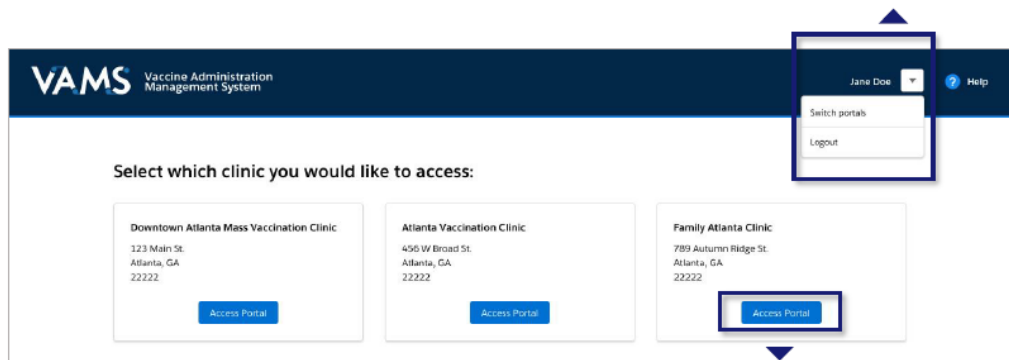 VAMS Vaccine Administration
Management System
Jane Doe
? Help
Switch portals
Logout
Select which clinic you would like to access:
Downtown Atlanta Mass Vaccination Clinic
123 Main St.
Atlanta, GA
22222
Access Portal
Atlanta Vaccination Clinic
456 W Broad St.
Atlanta, GA
22222
Access Portal
Family Atlanta Clinic
789 Autumn Ridge St.
Atlanta, GA
22222
Access Portal